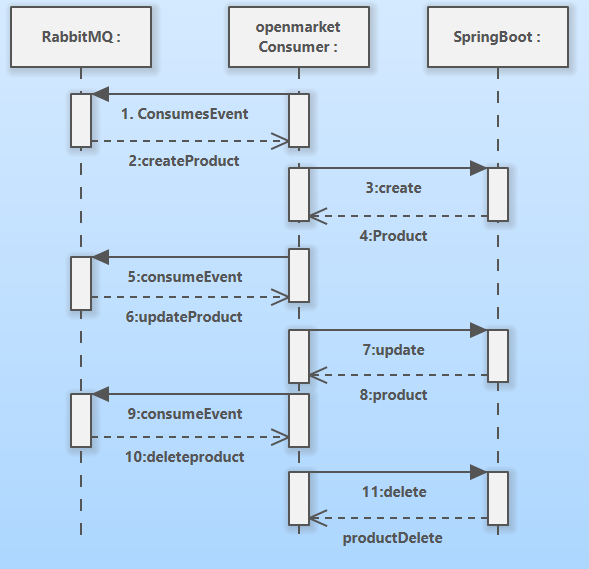 RabbitMQ :
openmarket
Consumer :
SpringBoot :
1. ConsumesEvent
2:createProduct
3:create
4:Product
5:consumeEvent
6:updateProduct
7:update
8:product
9:consumeEvent
10:deleteproduct
11:delete
productDelete